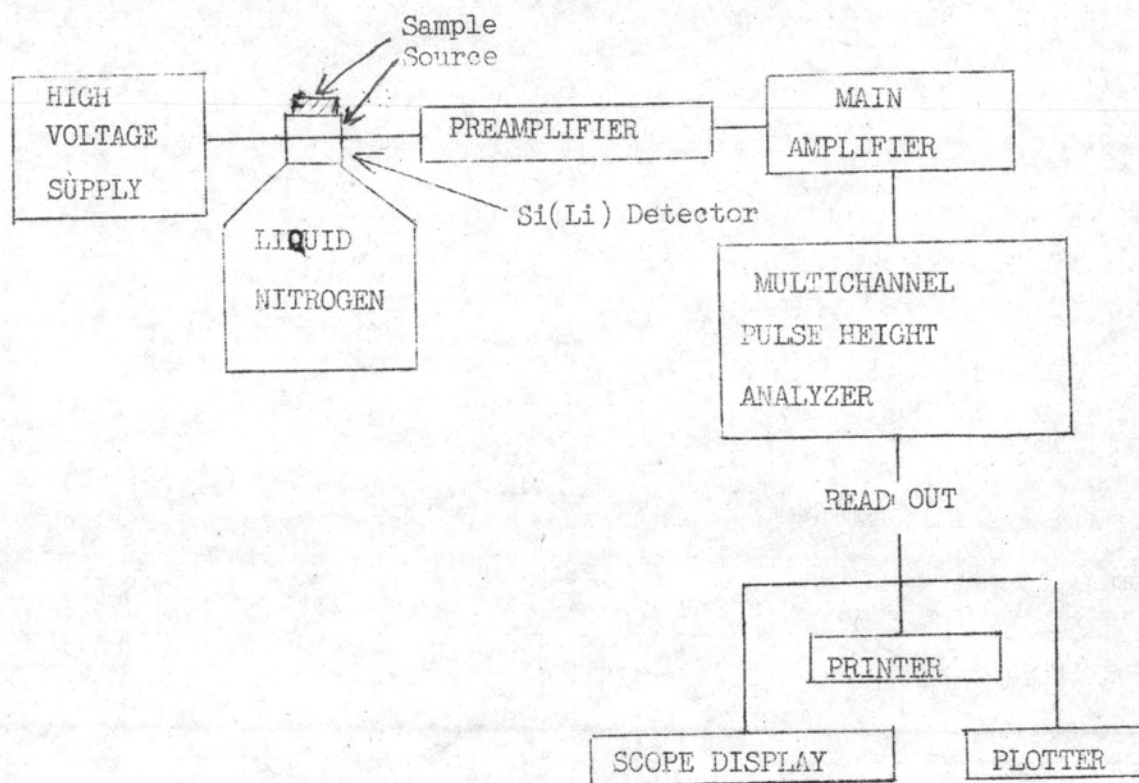 Sample
Source
HIGH
VOLTAGE
SUPPLY
PREAMPLIFIER
MAIN
AMPLIFIER
Si(Li) Detector
LIQUID
NITROGEN
MULTICHANNEL
PULSE HEIGHT
ANALYZER
READ OUT
PRINTER
SCOPE DISPLAY
PLOTTER